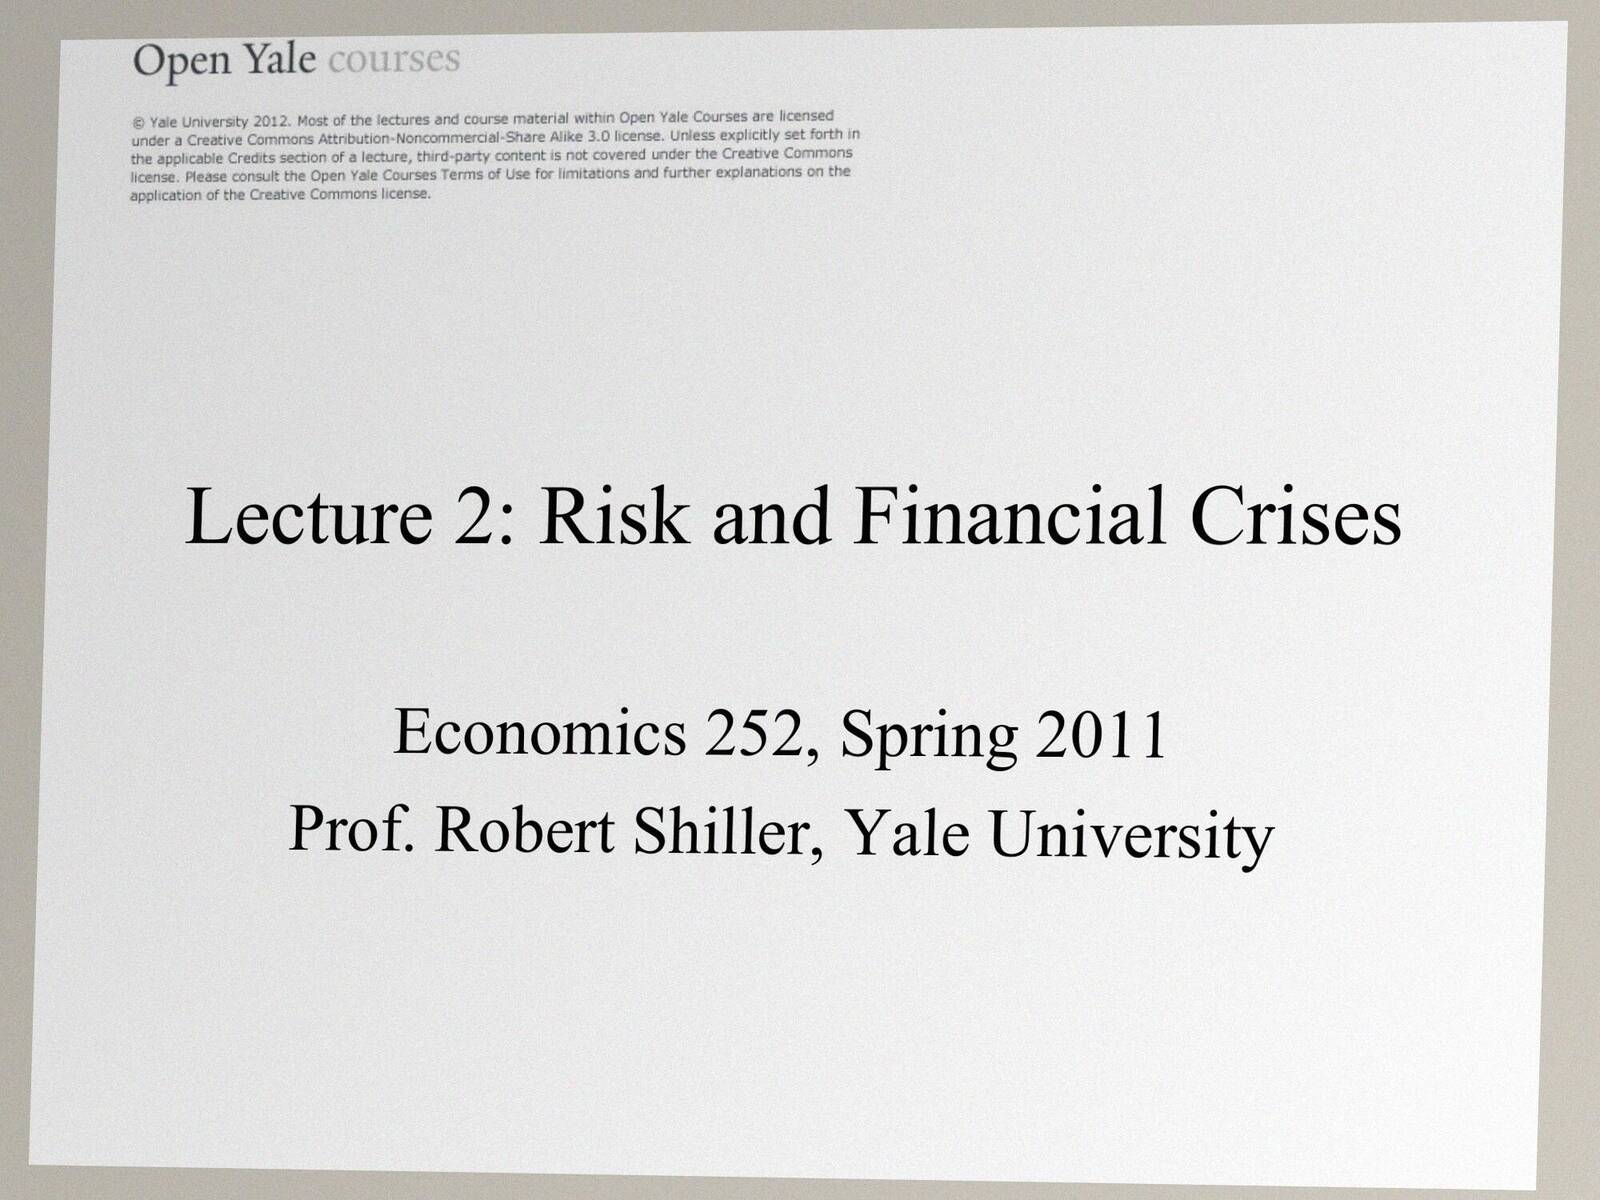 Open Yale courses
© Yale University 2012. Most of the lectures and course material within Open Yale Courses are licensed
under a Creative Commons Attribution-Noncommercial-Share Alike 3.0 license. Unless explicitly set forth in
the applicable Credits section of a lecture, third-party content is not covered under the Creative Commons
license. Please consult the Open Yale Courses Terms of Use for limitations and further explanations on the
application of the Creative Commons license.
Lecture 2: Risk and Financial Crises
Economics 252, Spring 2011
Prof. Robert Shiller, Yale University